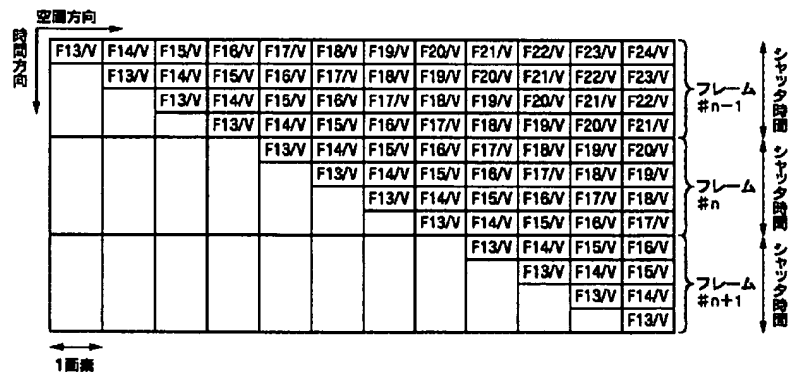 空間方向
時間方向
F13/V F14/V F15/V F16/V F17/V F18/V F19/V F20/V F21/V F22/V F23/V F24/V
F13/V F14/V F15/V F16/V F17/V F18/V F19/V F20/V F21/V F22/V F23/V
F13/V F14/V F15/V F16/V F17/V F18/V F19/V F20/V F21/V F22/V
F13/V F14/V F15/V F16/V F17/V F18/V F19/V F20/V F21/V
フレーム
#n-1
シャッタ時間
F13/V F14/V F15/V F16/V F17/V F18/V F19/V F20/V
F13/V F14/V F15/V F16/V F17/V F18/V F19/V
F13/V F14/V F15/V F16/V F17/V F18/V
F13/V F14/V F15/V F16/V F17/V
フレーム
#n
シャッタ時間
F13/V F14/V F15/V F16/V
F13/V F14/V F15/V
F13/V F14/V
F13/V
フレーム
#n+1
シャッタ時間
1画素